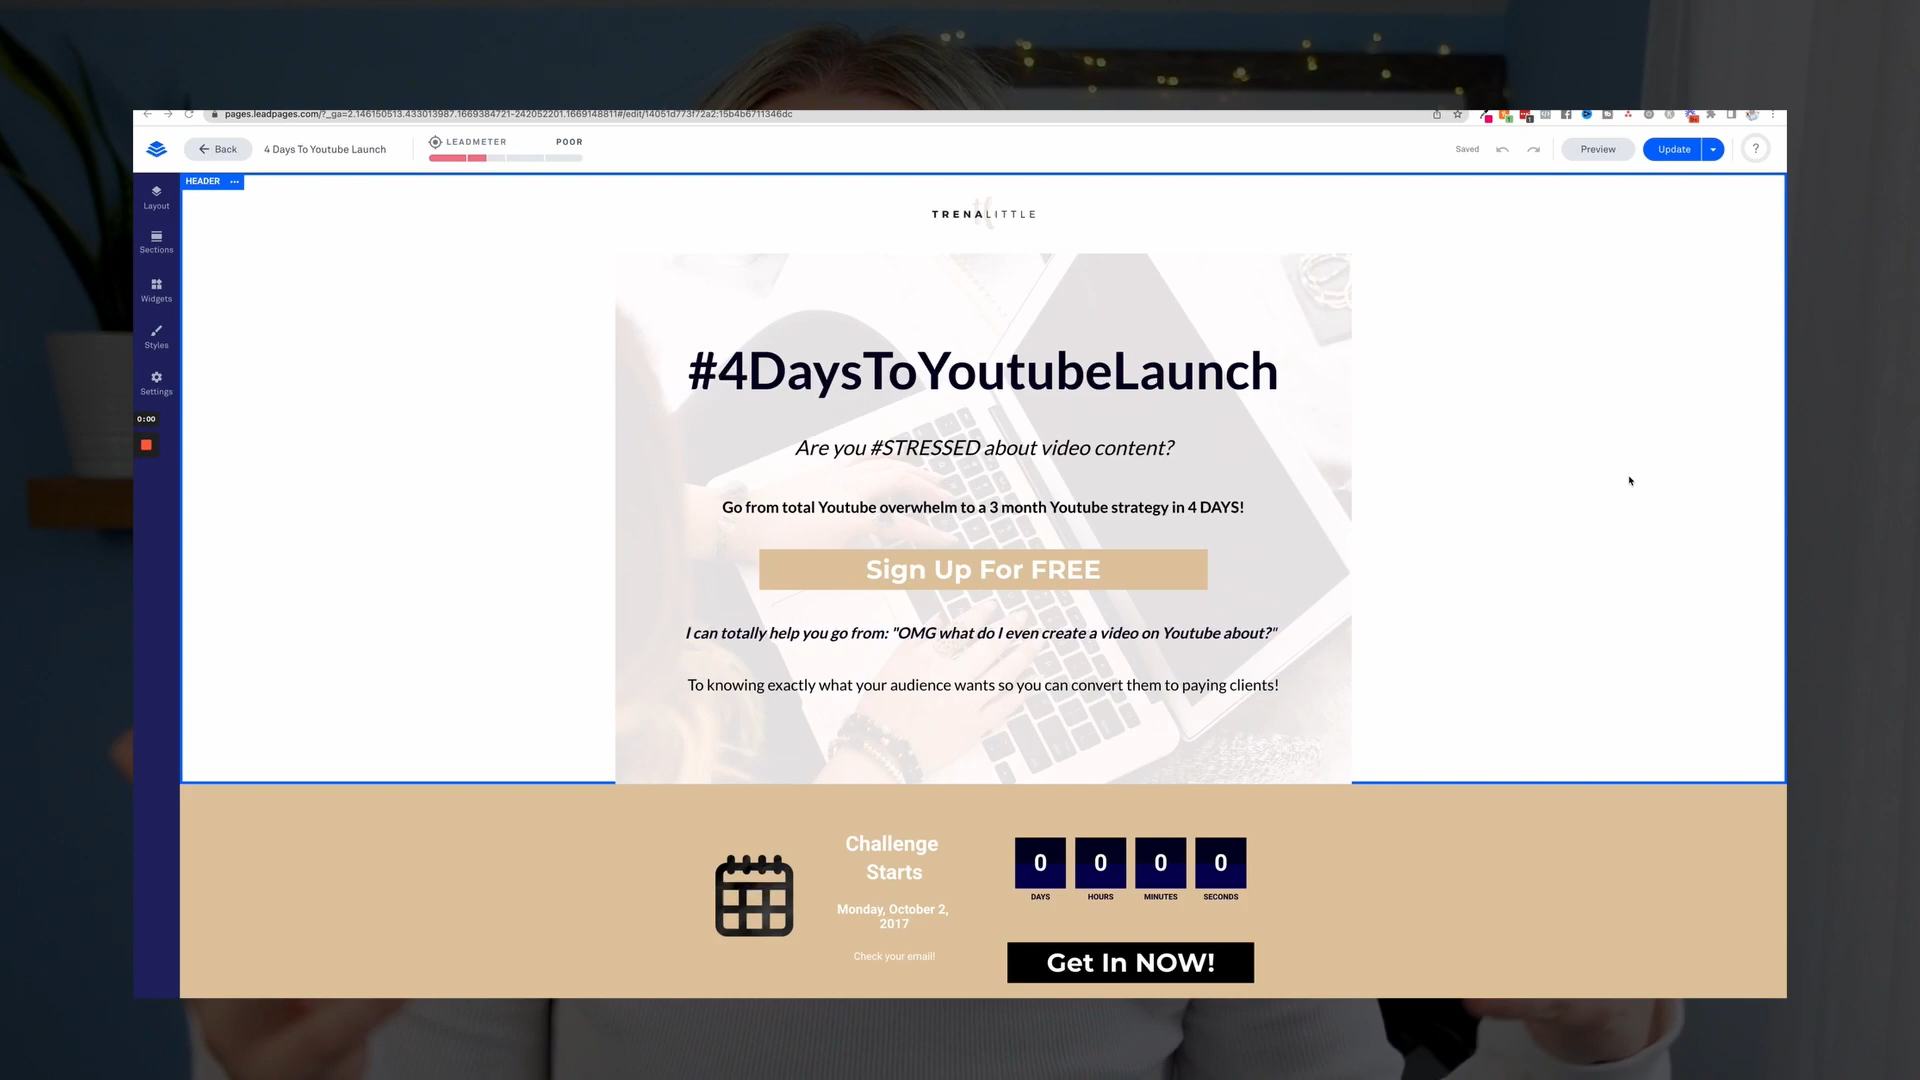 pages.leadpages.com/?_ga=2.146150513.433013987.1669384721-242052201.1669148811#/edit/14051d773f72a2:15b4b6711346dc
Back
4 Days To Youtube Launch
LEADMETER
POOR
Saved
Preview
Update
?
HEADER
Layout
Sections
Widgets
Styles
Settings
0:00
TRENALITTLE
#4DaysToYoutubeLaunch
Are you #STRESSED about video content?
Go from total Youtube overwhelm to a 3 month Youtube strategy in 4 DAYS!
Sign Up For FREE
I can totally help you go from: "OMG what do I even create a video on Youtube about?"
To knowing exactly what your audience wants so you can convert them to paying clients!
Challenge
Starts
Monday, October 2,
2017
Check your email!
0 0 0 0
DAYS HOURS MINUTES SECONDS
Get In NOW!